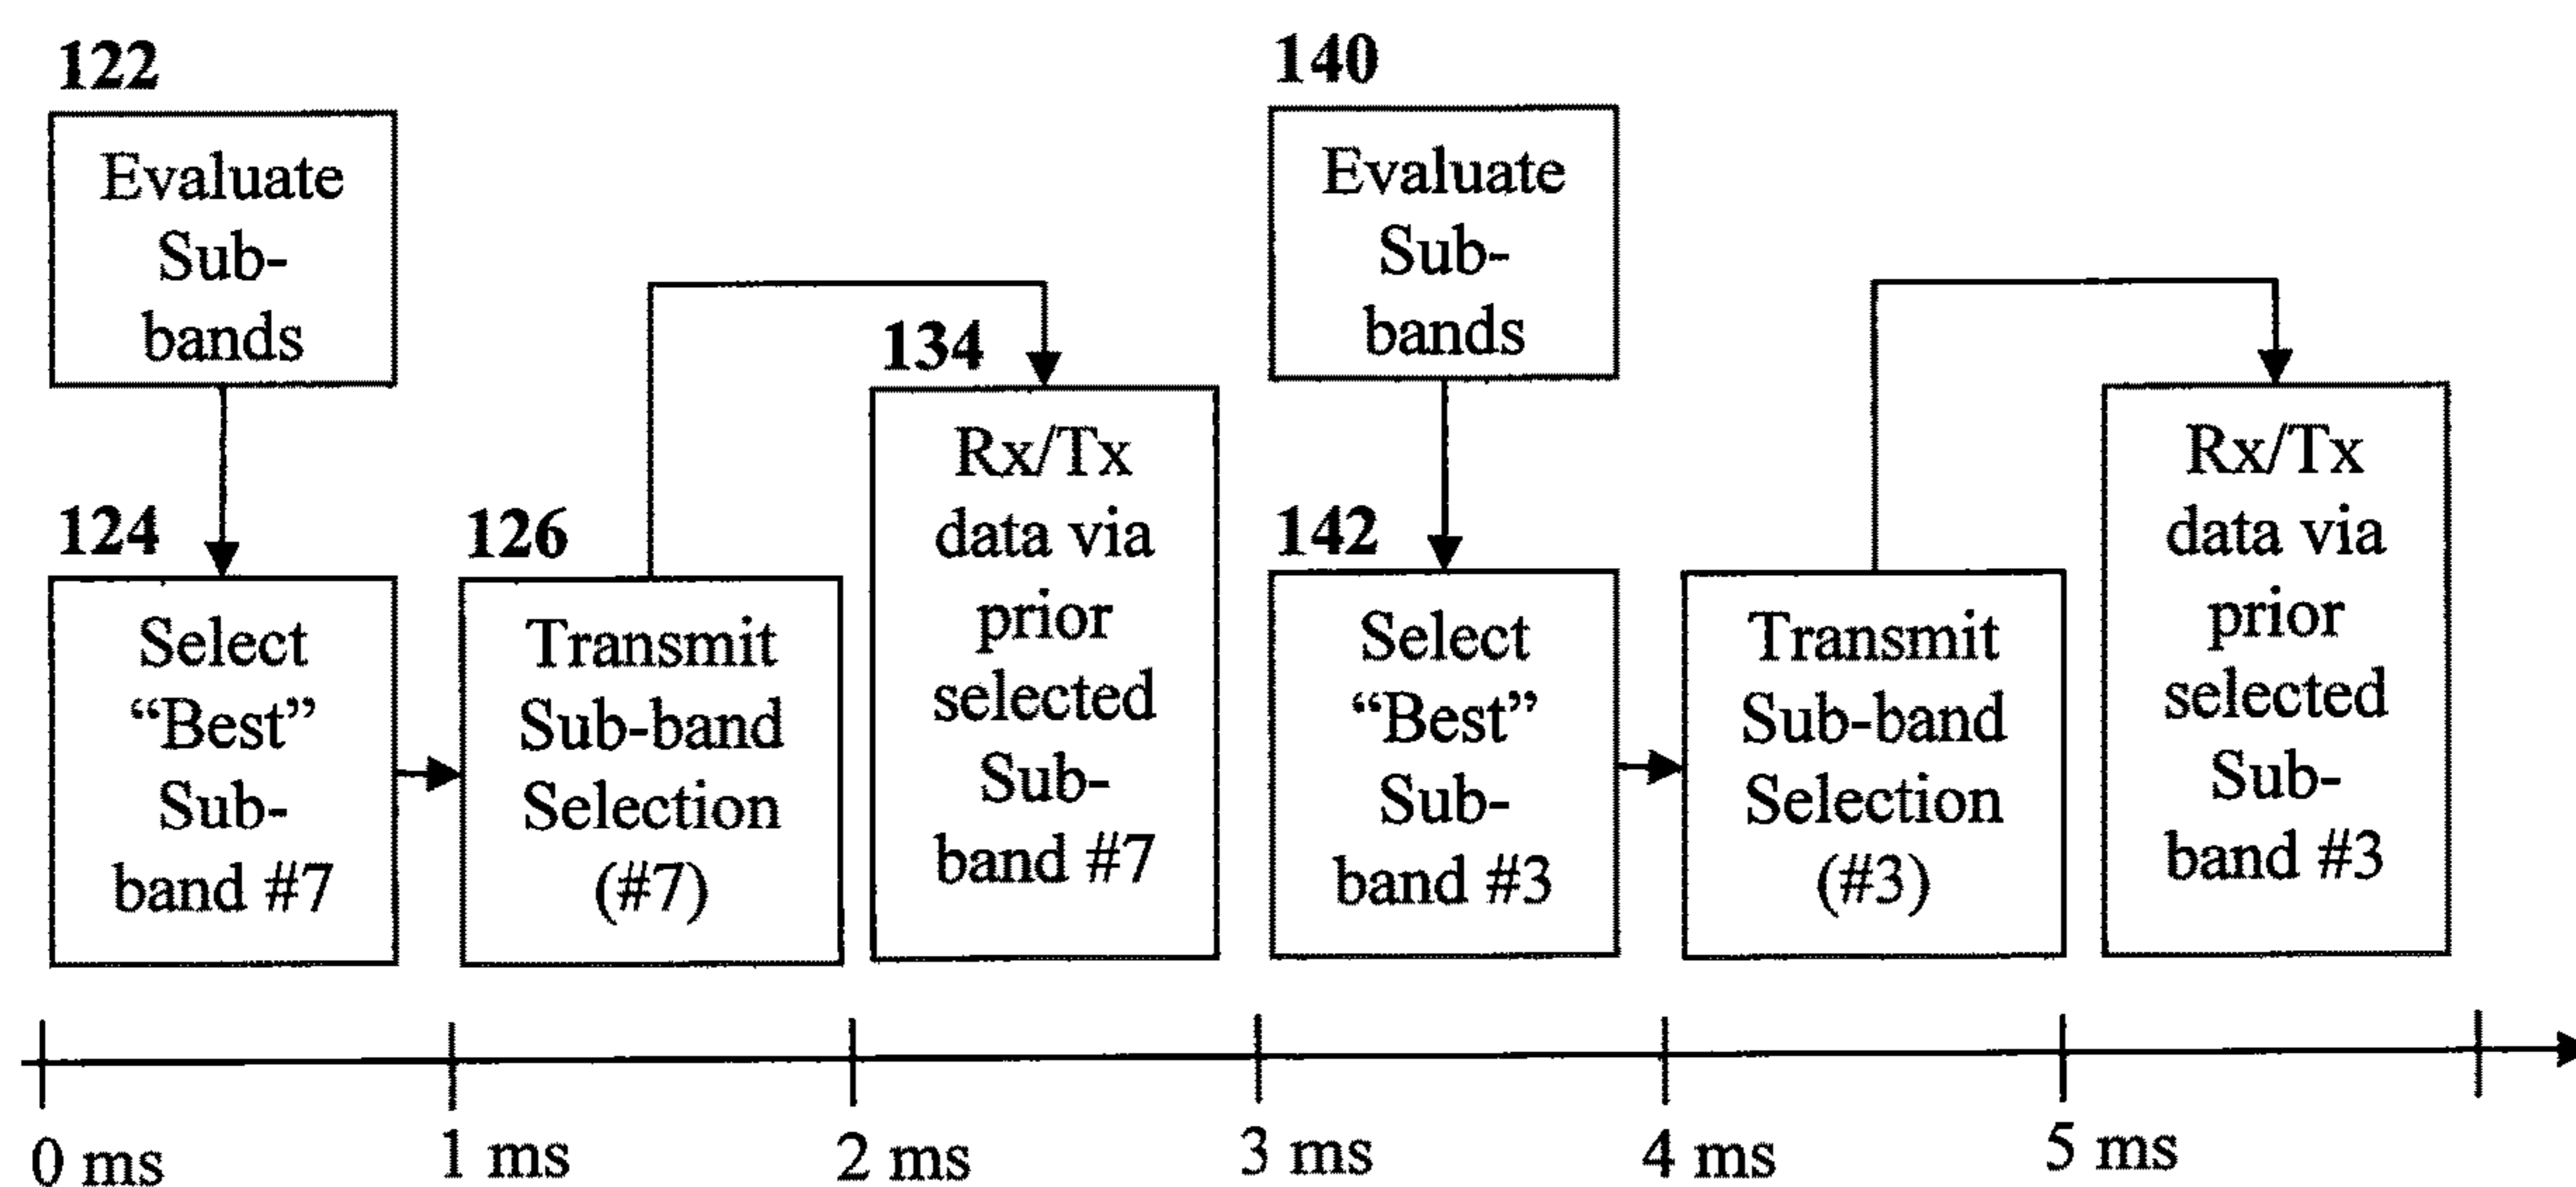 122
Evaluate
Sub-
bands
124
Select
“Best”
Sub-
band #7
126
Transmit
Sub-band
Selection
(#7)
134
Rx/Tx
data via
prior
selected
Sub-
band #7
140
Evaluate
Sub-
bands
142
Select
“Best”
Sub-
band #3
Transmit
Sub-band
Selection
(#3)
Rx/Tx
data via
prior
selected
Sub-
band #3
0 ms
1 ms
2 ms
3 ms
4 ms
5 ms